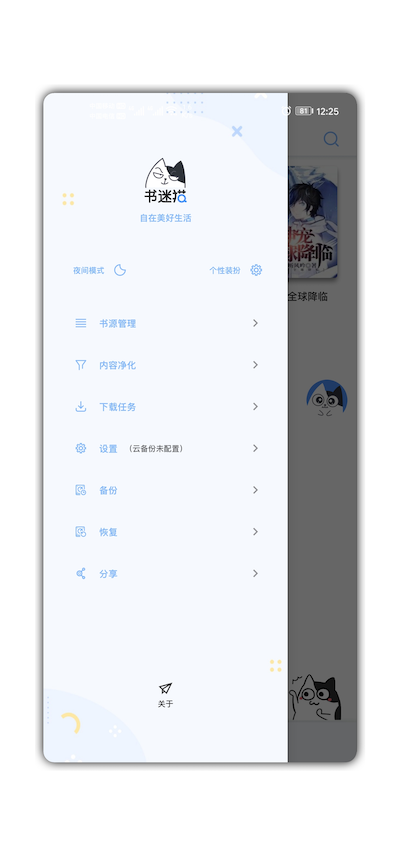 81 12:25
书迷猫
自在美好生活
夜间模式 个性装扮
全球降临
书源管理
内容净化
下载任务
设置 （云备份未配置）
备份
恢复
分享
关于